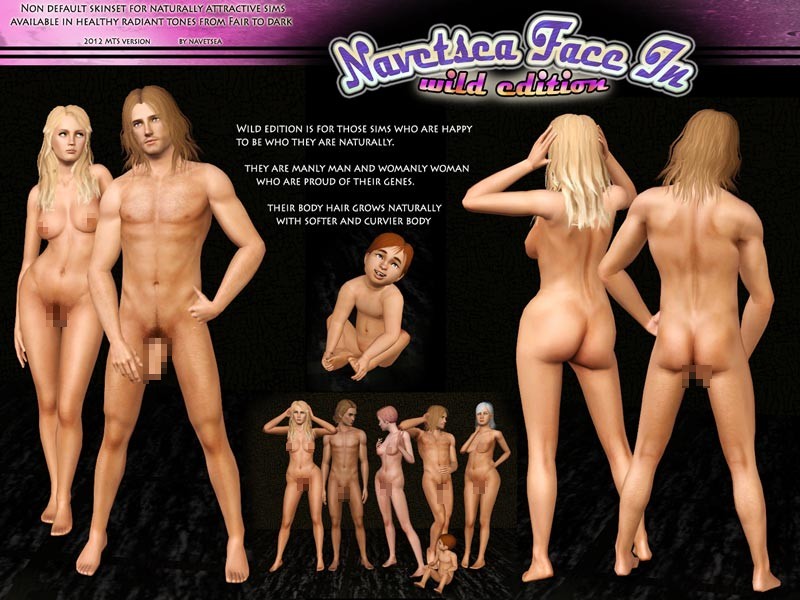 Non default skinset for naturally attractive sims
available in healthy radiant tones from Fair to dark
2012 MTS version by navetsea
Navetsea Face In
wild edition
Wild edition is for those sims who are happy
to be who they are naturally.
they are manly man and womanly woman
who are proud of their genes.
their body hair grows naturally
with softer and curvier body